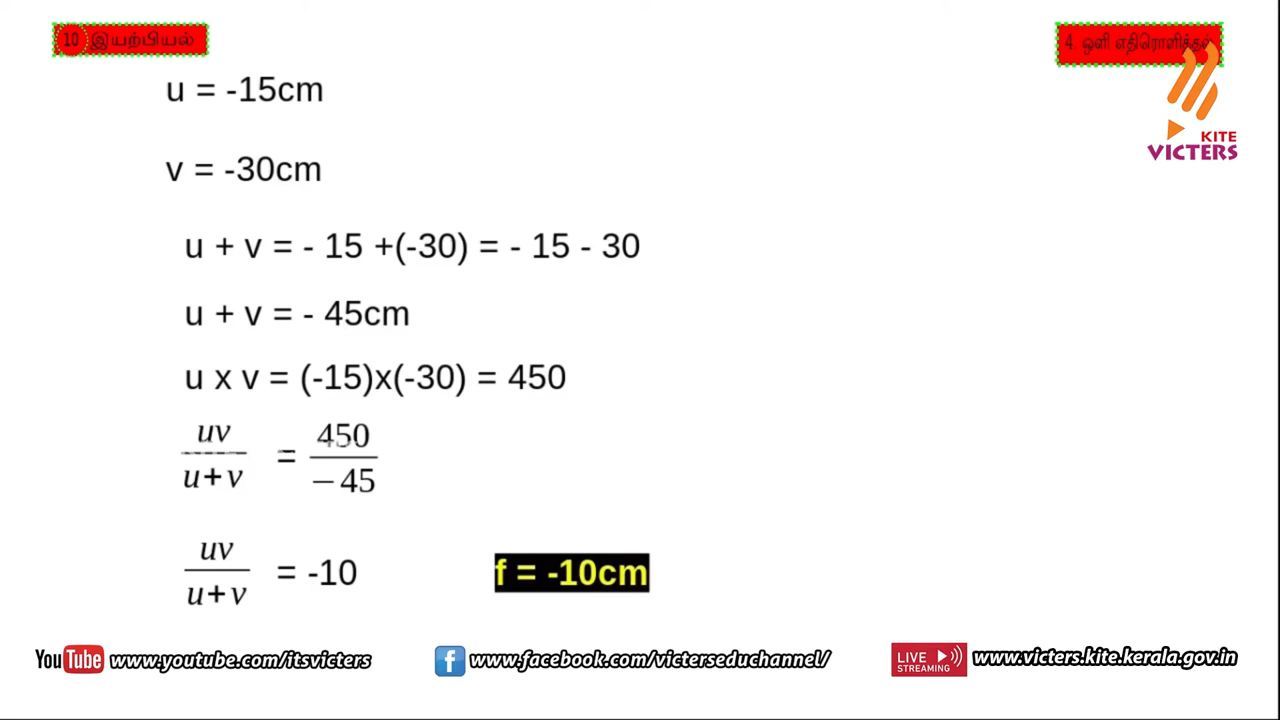 10 இயற்பியல்
4. ஒளி எதிரொளித்தல்
KITE
VICTERS
u = -15cm
v = -30cm
u + v = - 15 +(-30) = - 15 - 30
u + v = - 45cm
u x v = (-15)x(-30) = 450
uv/u+v = 450/−45
uv/u+v = -10
f = -10cm
YouTube www.youtube.com/itsvicters
f www.facebook.com/victerseduchannel/
LIVE STREAMING www.victers.kite.kerala.gov.in